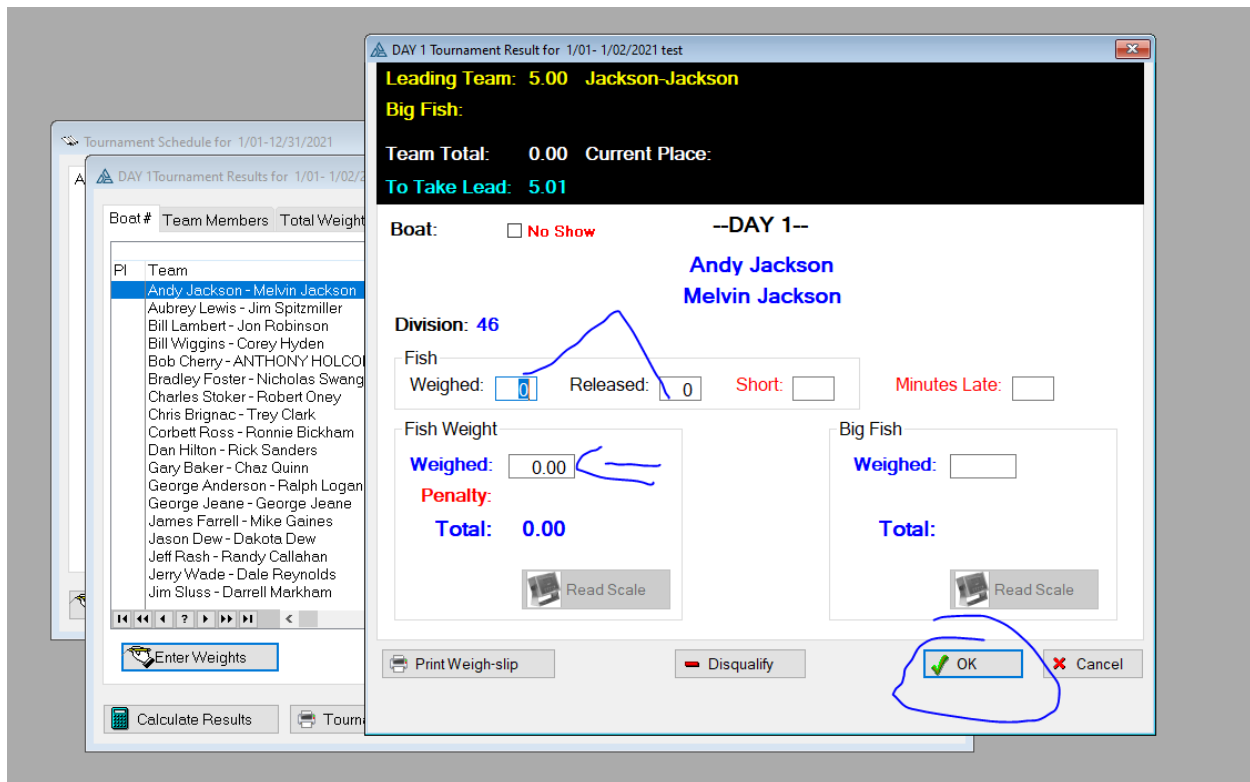 DAY 1 Tournament Result for 1/01- 1/02/2021 test
Leading Team: 5.00 Jackson-Jackson
Big Fish:
Team Total: 0.00 Current Place:
To Take Lead: 5.01
Boat: No Show --DAY 1--
Andy Jackson
Melvin Jackson
Division: 46
Fish
Weighed: 0 Released: 0 Short: Minutes Late:
Fish Weight
Weighed: 0.00
Penalty:
Total: 0.00
Read Scale
Big Fish
Weighed:
Total:
Read Scale
Print Weigh-slip Disqualify OK Cancel
Tournament Schedule for 1/01-12/31/2021
A
DAY 1Tournament Results for 1/01- 1/02/2
Boat# Team Members Total Weight
Pl Team
Andy Jackson - Melvin Jackson
Aubrey Lewis - Jim Spitzmiller
Bill Lambert - Jon Robinson
Bill Wiggins - Corey Hyden
Bob Cherry - ANTHONY HOLCO
Bradley Foster - Nicholas Swang
Charles Stoker - Robert Oney
Chris Brignac - Trey Clark
Corbett Ross - Ronnie Bickham
Dan Hilton - Rick Sanders
Gary Baker - Chaz Quinn
George Anderson - Ralph Logan
George Jeane - George Jeane
James Farrell - Mike Gaines
Jason Dew - Dakota Dew
Jeff Rash - Randy Callahan
Jerry Wade - Dale Reynolds
Jim Sluss - Darrell Markham
?
Enter Weights
Calculate Results Tourna